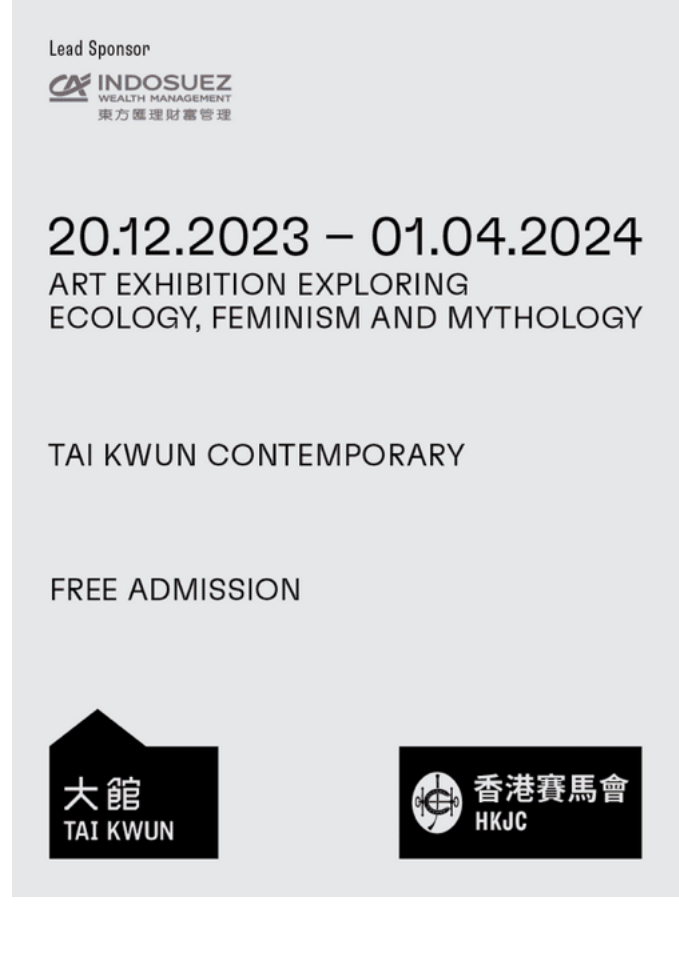 Lead Sponsor
INDOSUEZ
WEALTH MANAGEMENT
東方匯理財富管理
20.12.2023 – 01.04.2024
ART EXHIBITION EXPLORING
ECOLOGY, FEMINISM AND MYTHOLOGY
TAI KWUN CONTEMPORARY
FREE ADMISSION
大館
TAI KWUN
香港賽馬會
HKJC